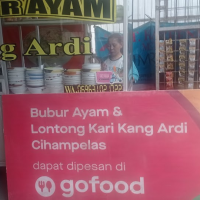 R AYAM
g Ardi
Bubur Ayam &
Lontong Kari Kang Ardi
Cihampelas
dapat dipesan di
gofood